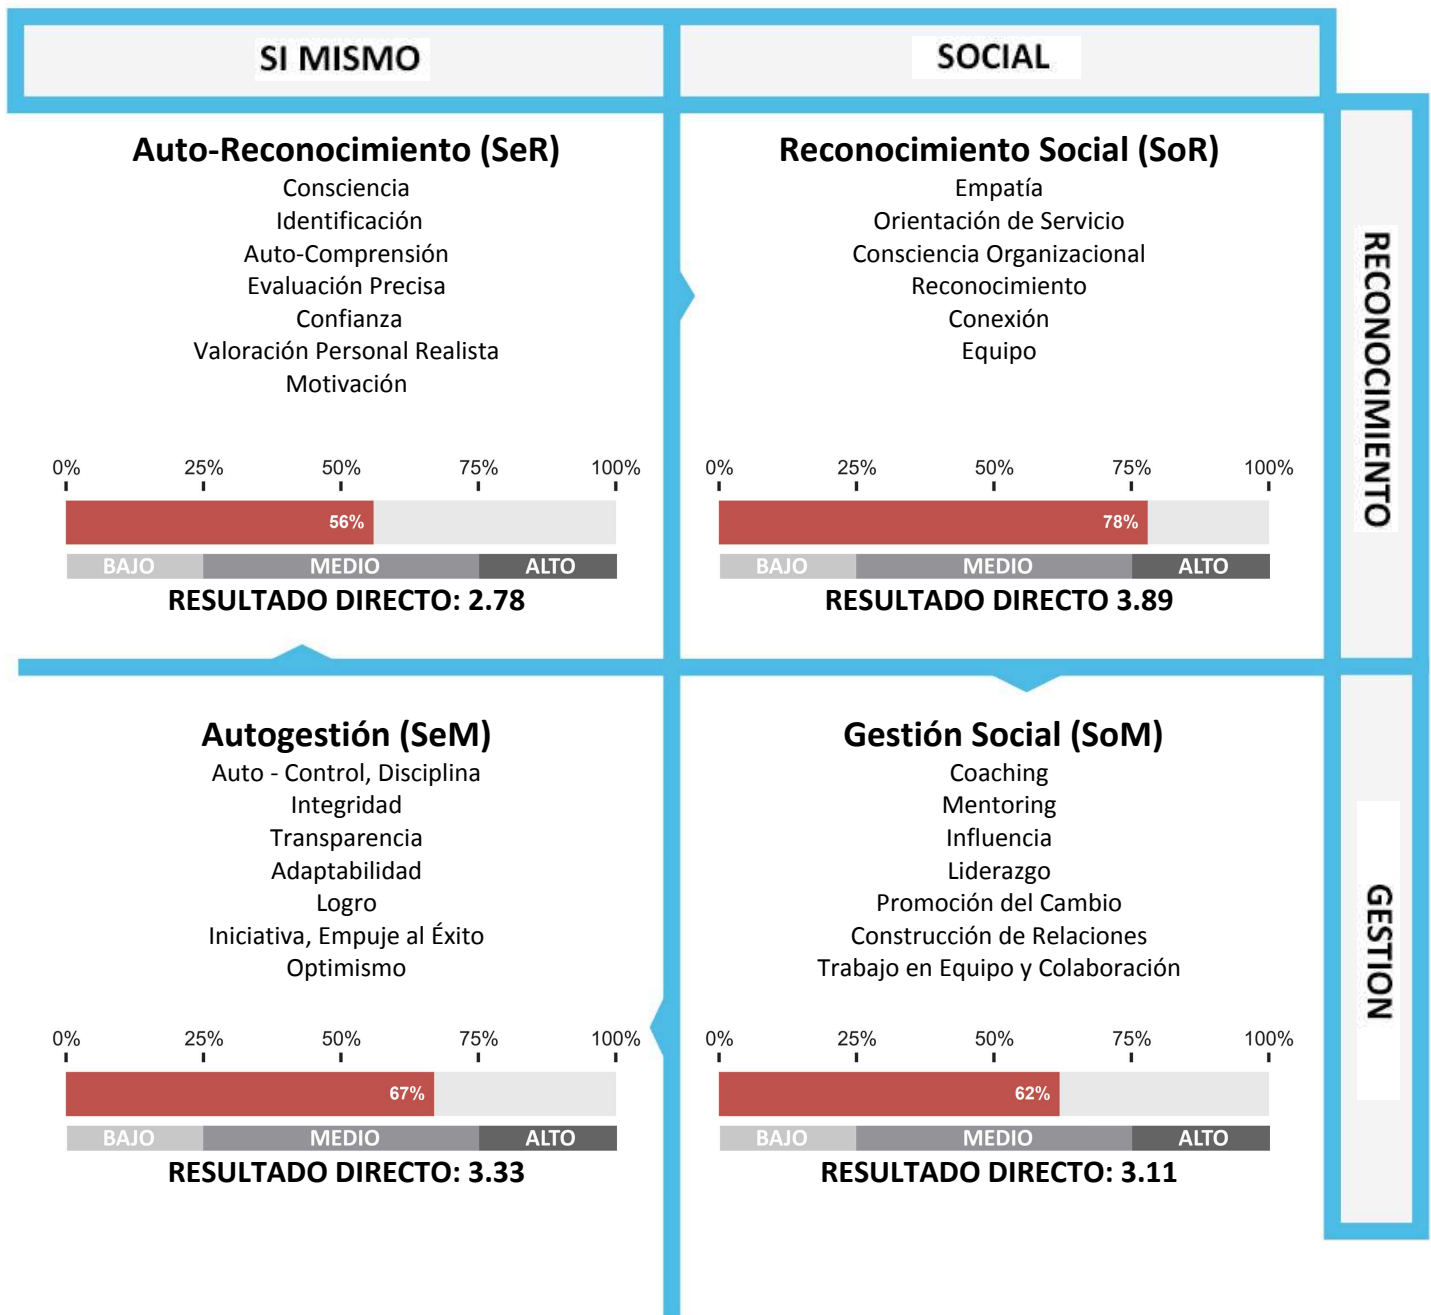 SI MISMO
SOCIAL
RECONOCIMIENTO
Auto-Reconocimiento (SeR)
Consciencia
Identificación
Auto-Comprensión
Evaluación Precisa
Confianza
Valoración Personal Realista
Motivación
0% 25% 50% 75% 100%
56%
BAJO MEDIO ALTO
RESULTADO DIRECTO: 2.78
Reconocimiento Social (SoR)
Empatía
Orientación de Servicio
Consciencia Organizacional
Reconocimiento
Conexión
Equipo
0% 25% 50% 75% 100%
78%
BAJO MEDIO ALTO
RESULTADO DIRECTO 3.89
GESTION
Autogestión (SeM)
Auto - Control, Disciplina
Integridad
Transparencia
Adaptabilidad
Logro
Iniciativa, Empuje al Éxito
Optimismo
0% 25% 50% 75% 100%
67%
BAJO MEDIO ALTO
RESULTADO DIRECTO: 3.33
Gestión Social (SoM)
Coaching
Mentoring
Influencia
Liderazgo
Promoción del Cambio
Construcción de Relaciones
Trabajo en Equipo y Colaboración
0% 25% 50% 75% 100%
62%
BAJO MEDIO ALTO
RESULTADO DIRECTO: 3.11